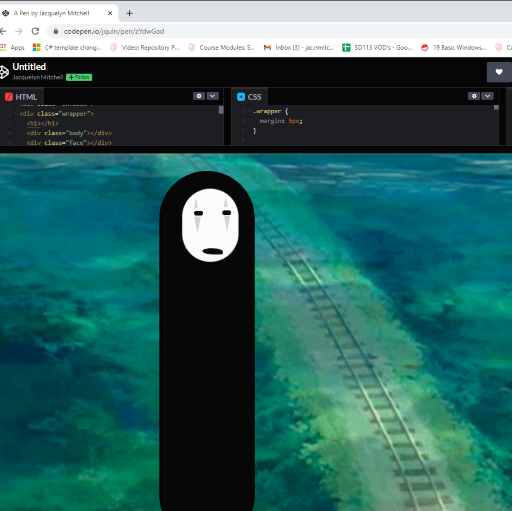 A Pen by Jacquelyn Mitchell
codepen.io/jquln/pen/zYdwGad
Apps C# template chang... Video: Repository P... Course Modules: S... Inbox (3) - jac.nmitc... SD113 VOD's - Goo... 19 Basic Windows... Ca
Untitled
Jacquelyn Mitchell + Follow
HTML
<div class="wrapper">
<h1></h1>
<div class="body"></div>
<div class="face"></div>
CSS
.wrapper {
margin: 5px;
}